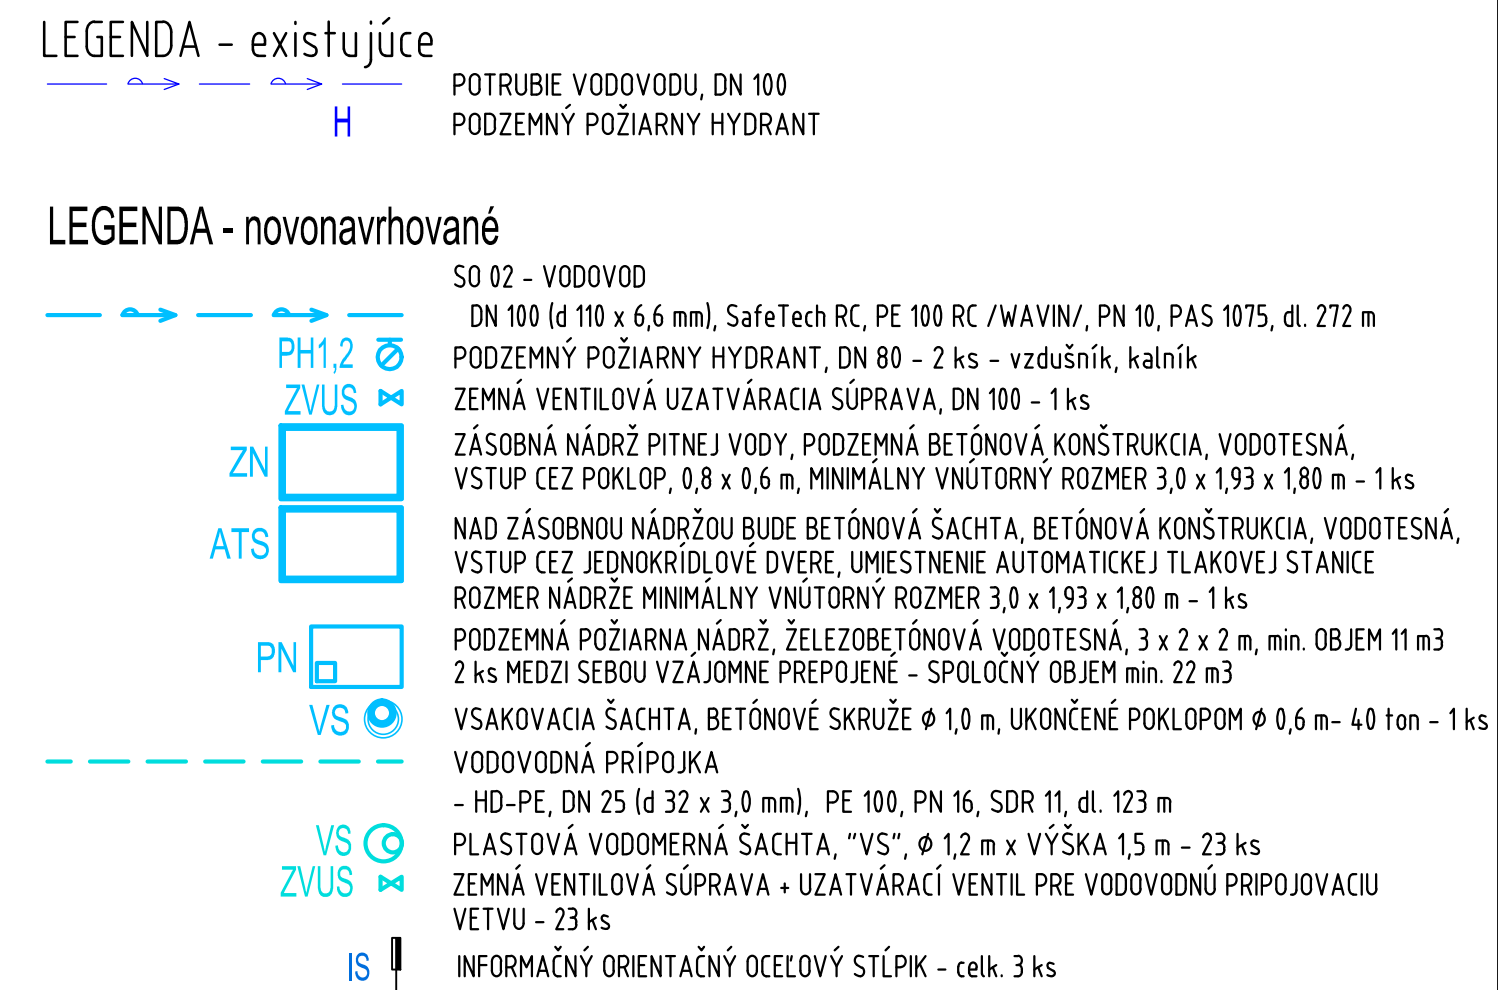 LEGENDA - existujúce
POTRUBIE VODOVODU, DN 100
H PODZEMNÝ POŽIARNY HYDRANT
LEGENDA - novonavrhované
SO 02 - VODOVOD
DN 100 (d 110 x 6,6 mm), SafeTech RC, PE 100 RC /WAVIN/, PN 10, PAS 1075, dl. 272 m
PH1,2 PODZEMNÝ POŽIARNY HYDRANT, DN 80 - 2 ks - vzdušník, kalník
ZVUS ZEMNÁ VENTILOVÁ UZATVÁRACIA SÚPRAVA, DN 100 - 1 ks
ZN ZÁSOBNÁ NÁDRŽ PITNEJ VODY, PODZEMNÁ BETÓNOVÁ KONŠTRUKCIA, VODOTESNÁ,
VSTUP CEZ POKLOP, 0,8 x 0,6 m, MINIMÁLNY VNÚTORNÝ ROZMER 3,0 x 1,93 x 1,80 m - 1 ks
ATS NAD ZÁSOBNOU NÁDRŽOU BUDE BETÓNOVÁ ŠACHTA, BETÓNOVÁ KONŠTRUKCIA, VODOTESNÁ,
VSTUP CEZ JEDNOKRÍDLOVÉ DVERE, UMIESTNENIE AUTOMATICKEJ TLAKOVEJ STANICE
ROZMER NÁDRŽE MINIMÁLNY VNÚTORNÝ ROZMER 3,0 x 1,93 x 1,80 m - 1 ks
PN PODZEMNÁ POŽIARNA NÁDRŽ, ŽELEZOBETÓNOVÁ VODOTESNÁ, 3 x 2 x 2 m, min. OBJEM 11 m3
2 ks MEDZI SEBOU VZÁJOMNE PREPOJENÉ - SPOLOČNÝ OBJEM min. 22 m3
VS VSAKOVACIA ŠACHTA, BETÓNOVÉ SKRUŽE Ø 1,0 m, UKONČENÉ POKLOPOM Ø 0,6 m- 40 ton - 1 ks
VODOVODNÁ PRÍPOJKA
- HD-PE, DN 25 (d 32 x 3,0 mm), PE 100, PN 16, SDR 11, dl. 123 m
VS PLASTOVÁ VODOMERNÁ ŠACHTA, "VS", Ø 1,2 m x VÝŠKA 1,5 m - 23 ks
ZVUS ZEMNÁ VENTILOVÁ SÚPRAVA + UZATVÁRACÍ VENTIL PRE VODOVODNÚ PRIPOJOVACIU
VETVU - 23 ks
IS INFORMAČNÝ ORIENTAČNÝ OCEĽOVÝ STĹPIK - celk. 3 ks